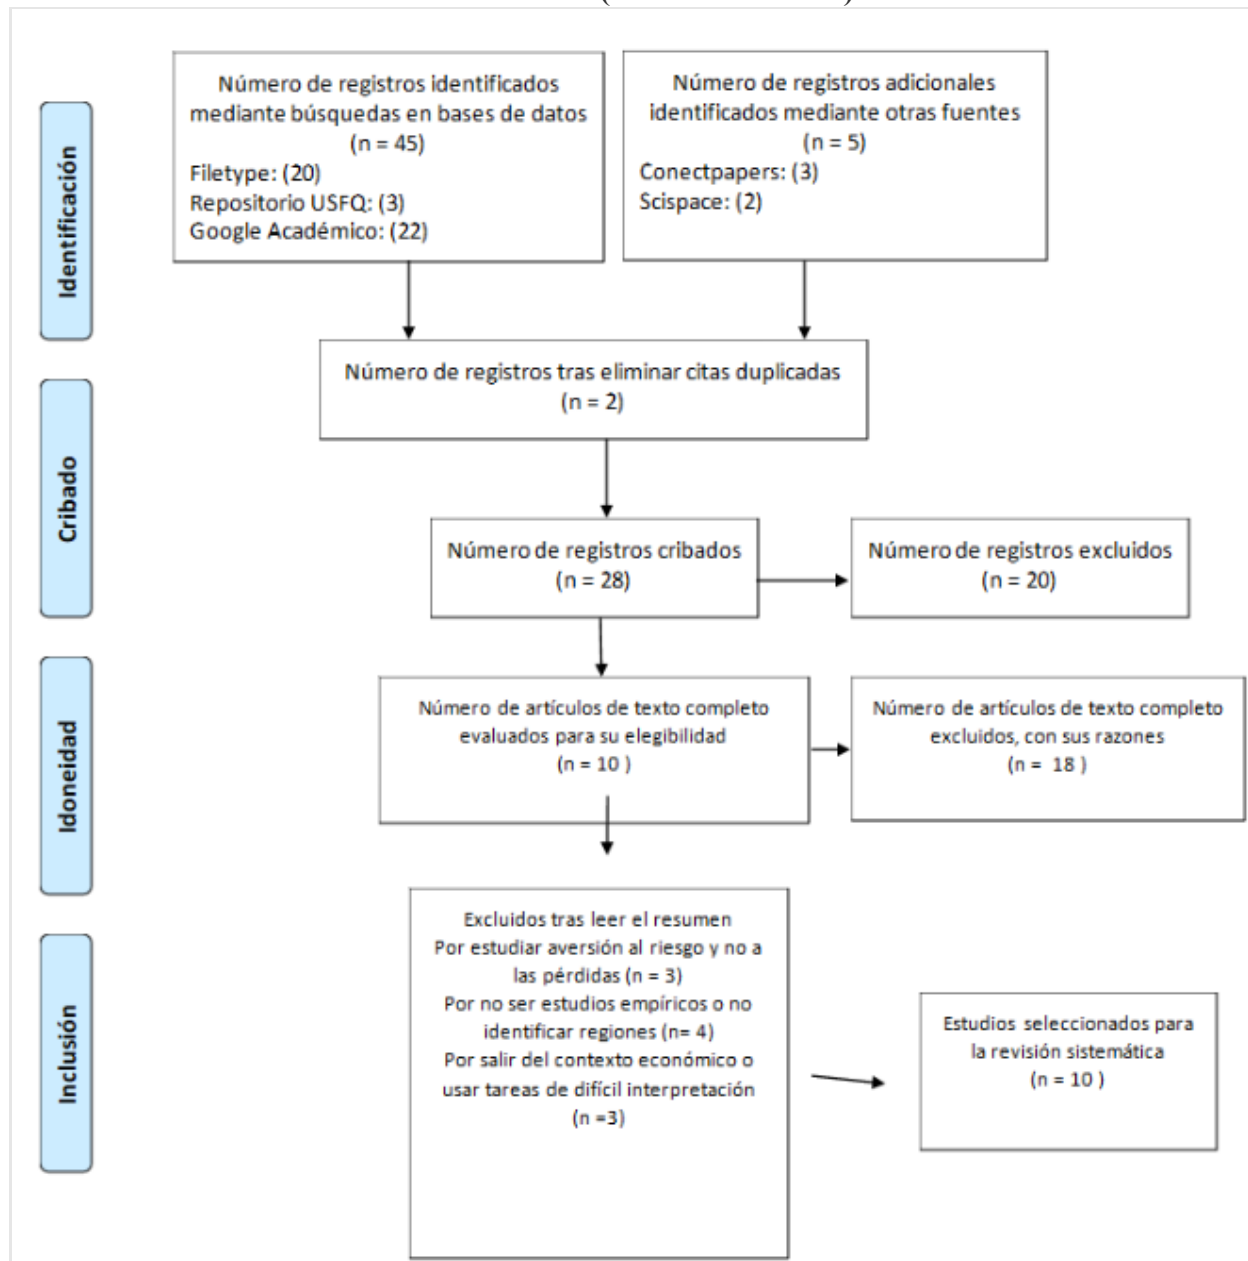 Identificación
Número de registros identificados
mediante búsquedas en bases de datos
(n = 45)
Filetype: (20)
Repositorio USFQ: (3)
Google Académico: (22)
Número de registros adicionales
identificados mediante otras fuentes
(n = 5)
Conectpapers: (3)
Scispace: (2)
Número de registros tras eliminar citas duplicadas
(n = 2)
Cribado
Número de registros cribados
(n = 28)
Número de registros excluidos
(n = 20)
Idoneidad
Número de artículos de texto completo
evaluados para su elegibilidad
(n = 10 )
Número de artículos de texto completo
excluidos, con sus razones
(n = 18 )
Inclusión
Excluidos tras leer el resumen
Por estudiar aversión al riesgo y no a
las pérdidas (n = 3)
Por no ser estudios empíricos o no
identificar regiones (n= 4)
Por salir del contexto económico o
usar tareas de difícil interpretación
(n =3)
Estudios seleccionados para
la revisión sistemática
(n = 10 )